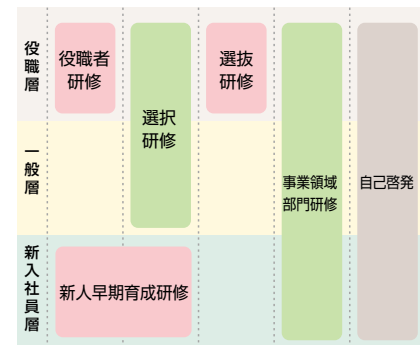 役職層
役職者
研修
選択
研修
選抜
研修
一般層
事業領域
部門研修
自己啓発
新入社員層
新人早期育成研修